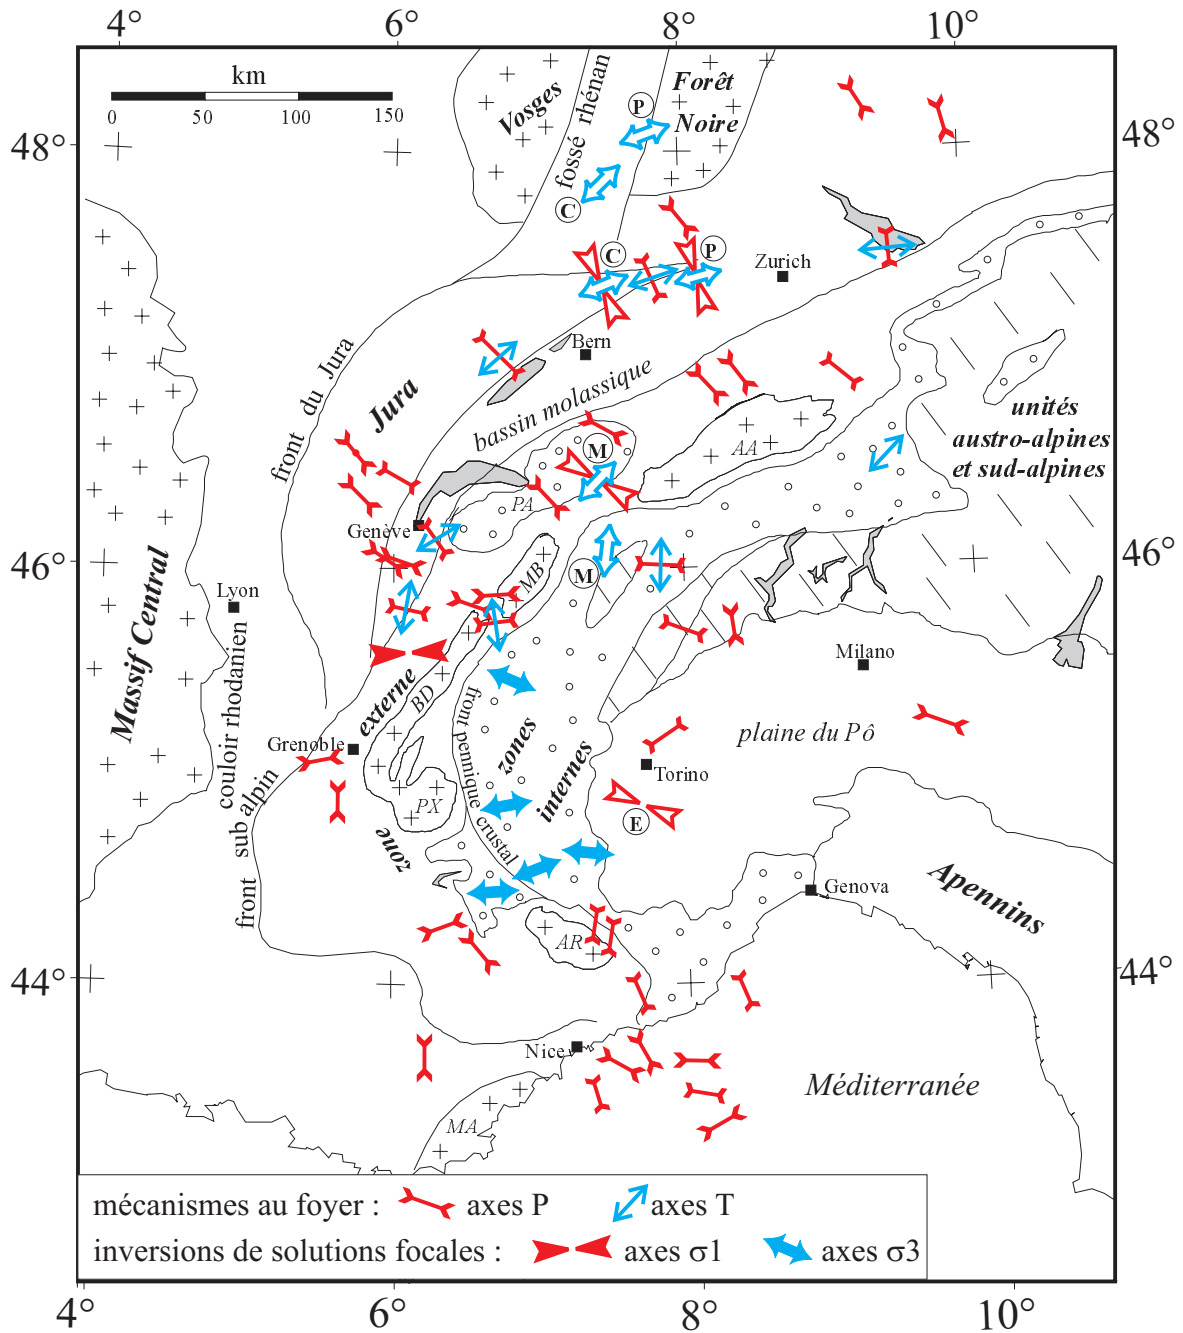 4°
6°
8°
10°
km
0
50
100
150
48°
48°
Vosges
fossé rhénan
P
Forêt
Noire
C
C
P
Zurich
Bern
front du Jura
Jura
bassin molassique
unités
austro-alpines
et sud-alpines
M
AA
PA
Genève
46°
46°
Massif Central
Lyon
MB
M
couloir rhodanien
Milano
externe
BD
front pennique crustal
zones
internes
plaine du Pô
Grenoble
Torino
front subalpin
PX
E
zone
Genova
Apennins
AR
44°
44°
Nice
Méditerranée
MA
mécanismes au foyer :
axes P
axes T
inversions de solutions focales :
axes σ1
axes σ3
4°
6°
8°
10°